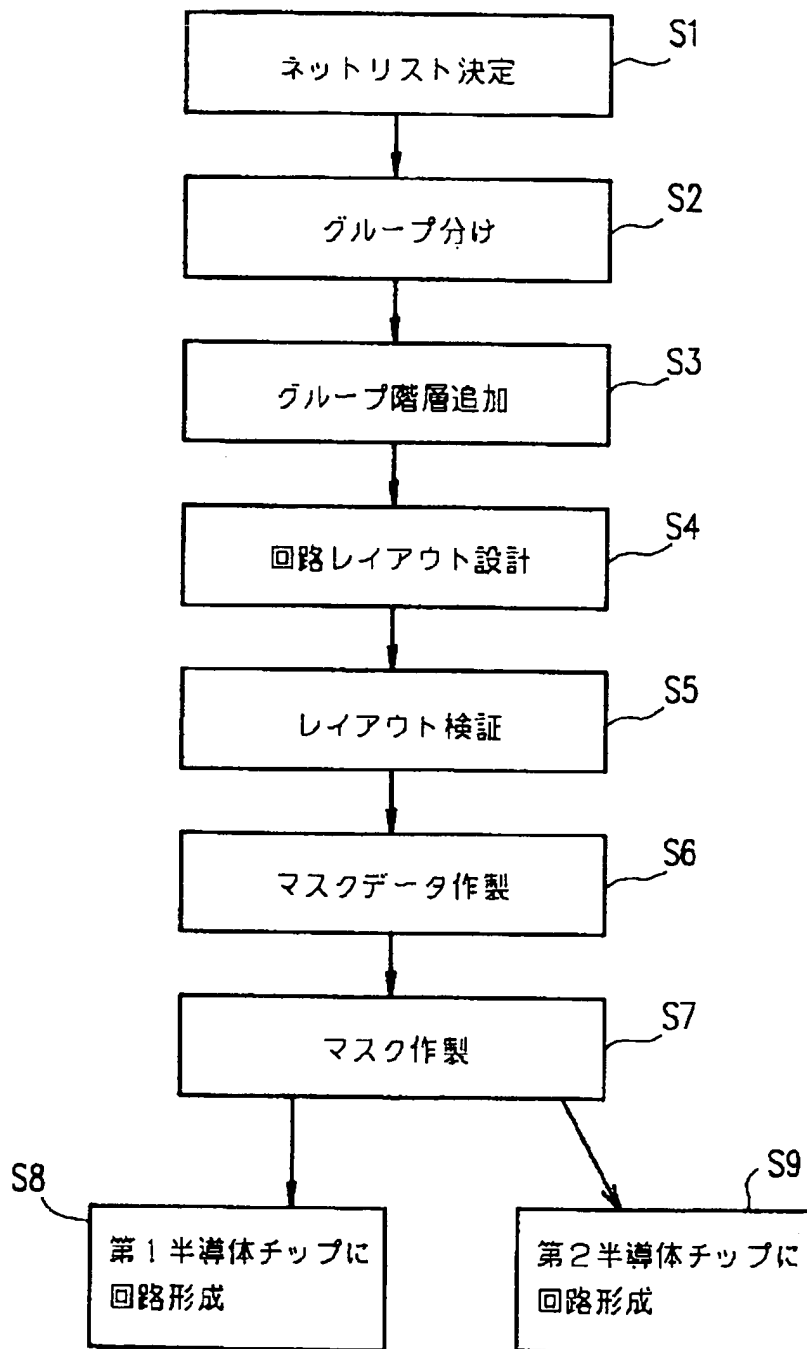 S1
ネットリスト決定
S2
グループ分け
S3
グループ階層追加
S4
回路レイアウト設計
S5
レイアウト検証
S6
マスクデータ作製
S7
マスク作製
S8
第1半導体チップに
回路形成
S9
第2半導体チップに
回路形成